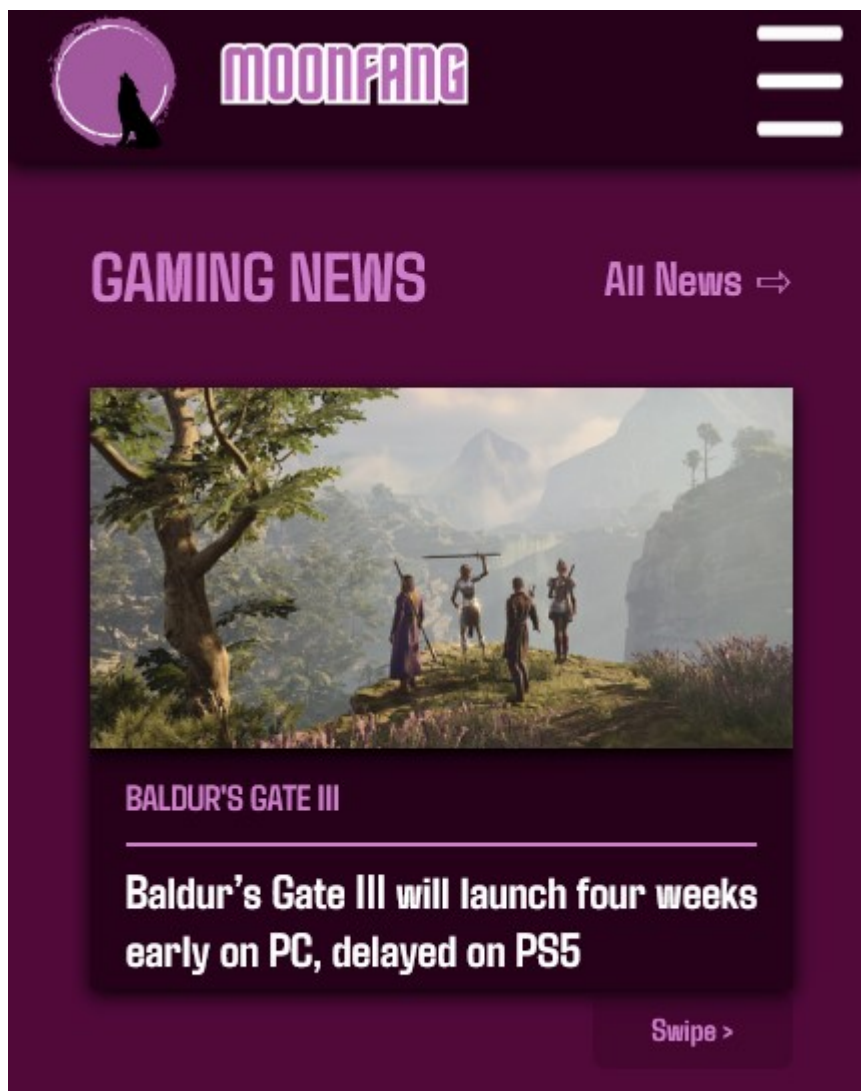 MOONFANG
GAMING NEWS
All News ⇨
BALDUR'S GATE III
Baldur’s Gate III will launch four weeks
early on PC, delayed on PS5
Swipe >